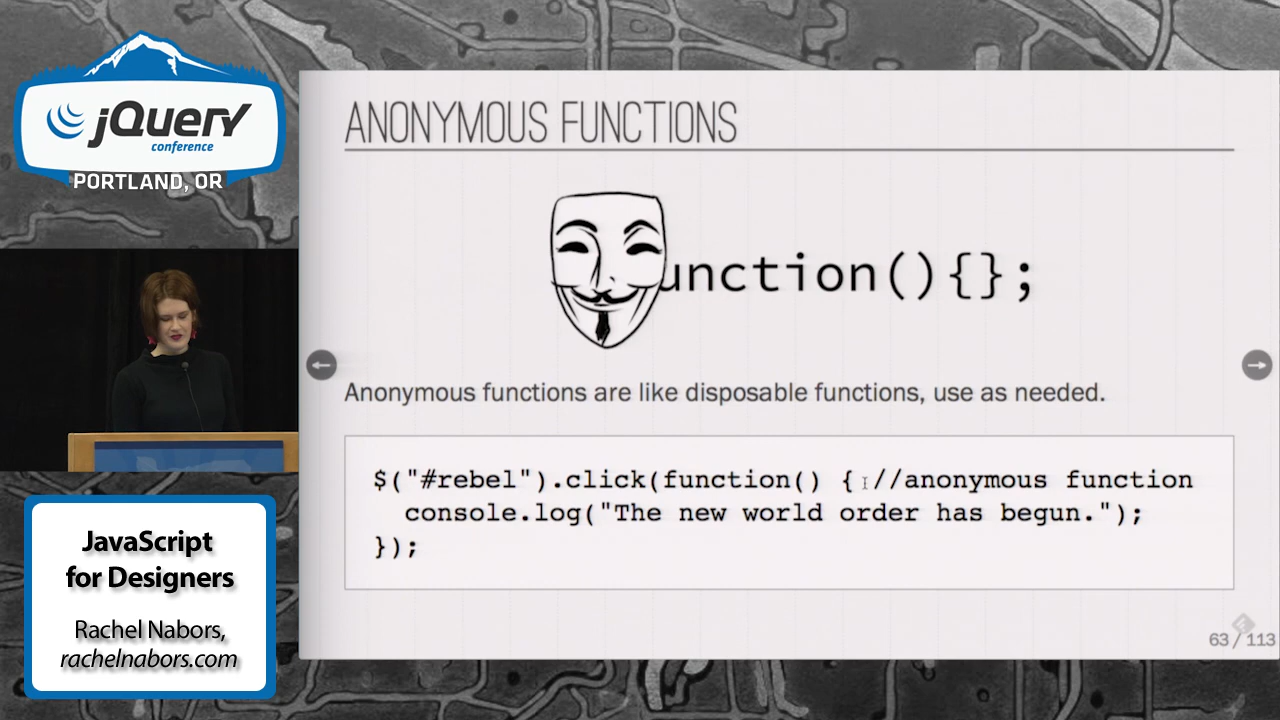 jQuery
conference
PORTLAND, OR
ANONYMOUS FUNCTIONS
unction(){};
Anonymous functions are like disposable functions, use as needed.
$("#rebel").click(function() { //anonymous function
console.log("The new world order has begun.");
});
63 / 113
JavaScript
for Designers
Rachel Nabors,
rachelnabors.com